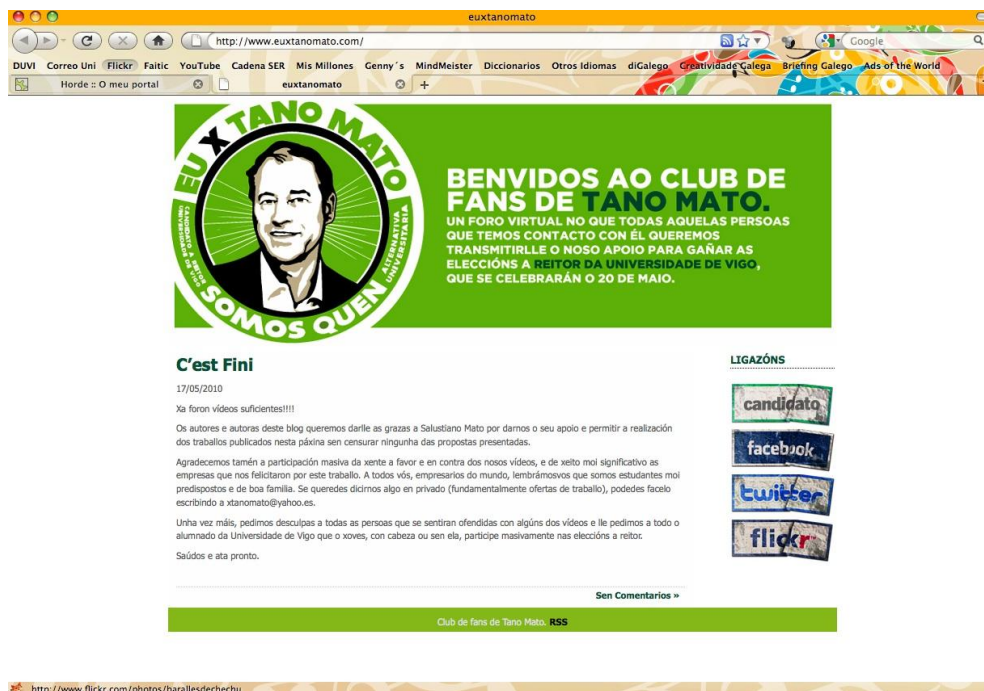 euxtanomato
http://www.euxtanomato.com/
Google
DUVI Correo Uni Flickr Faitic YouTube Cadena SER Mis Millones Genny´s MindMeister Diccionarios Otros Idiomas diGalego Creatividade Galega Briefing Galego Ads of the World
Horde :: O meu portal
euxtanomato
EU X TANO MATO
CANDIDATO A REITOR
UNIVERSIDADE DE VIGO
ALTERNATIVA
UNIVERSITARIA
SOMOS QUEN
BENVIDOS AO CLUB DE
FANS DE TANO MATO.
UN FORO VIRTUAL NO QUE TODAS AQUELAS PERSOAS
QUE TEMOS CONTACTO CON ÉL QUEREMOS
TRANSMITIRLLE O NOSO APOIO PARA GAÑAR AS
ELECCIÓNS A REITOR DA UNIVERSIDADE DE VIGO,
QUE SE CELEBRARÁN O 20 DE MAIO.
C’est Fini
17/05/2010
Xa foron vídeos suficientes!!!!
Os autores e autoras deste blog queremos darlle as grazas a Salustiano Mato por darnos o seu apoio e permitir a realización
dos traballos publicados nesta páxina sen censurar ningunha das propostas presentadas.
Agradecemos tamén a participación masiva da xente a favor e en contra dos nosos vídeos, e de xeito moi significativo as
empresas que nos felicitaron por este traballo. A todos vós, empresarios do mundo, lembrámosvos que somos estudantes moi
predispostos e de boa familia. Se queredes dicirnos algo en privado (fundamentalmente ofertas de traballo), podedes facelo
escribindo a xtanomato@yahoo.es.
Unha vez máis, pedimos desculpas a todas as persoas que se sentiran ofendidas con algúns dos vídeos e lle pedimos a todo o
alumnado da Universidade de Vigo que o xoves, con cabeza ou sen ela, participe masivamente nas eleccións a reitor.
Saúdos e ata pronto.
Sen Comentarios »
LIGAZÓNS
candidato
facebook
twitter
flickr
Club de fans de Tano Mato. RSS
http://www.flickr.com/photos/barallesdechechu